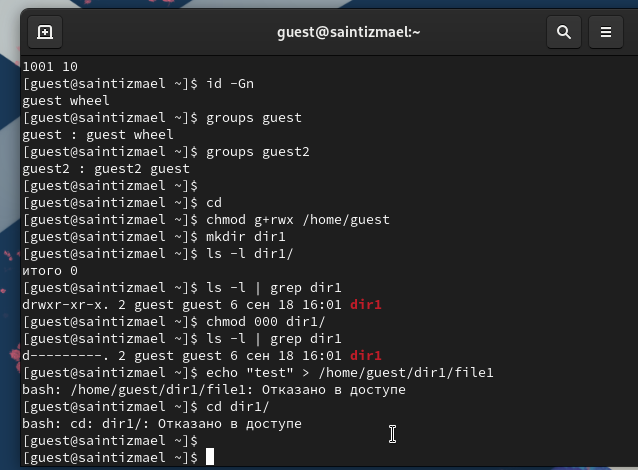 guest@saintizmael:~
1001 10
[guest@saintizmael ~]$ id -Gn
guest wheel
[guest@saintizmael ~]$ groups guest
guest : guest wheel
[guest@saintizmael ~]$ groups guest2
guest2 : guest2 guest
[guest@saintizmael ~]$
[guest@saintizmael ~]$ cd
[guest@saintizmael ~]$ chmod g+rwx /home/guest
[guest@saintizmael ~]$ mkdir dir1
[guest@saintizmael ~]$ ls -l dir1/
итого 0
[guest@saintizmael ~]$ ls -l | grep dir1
drwxr-xr-x. 2 guest guest 6 сен 18 16:01 dir1
[guest@saintizmael ~]$ chmod 000 dir1/
[guest@saintizmael ~]$ ls -l | grep dir1
d---------. 2 guest guest 6 сен 18 16:01 dir1
[guest@saintizmael ~]$ echo "test" > /home/guest/dir1/file1
bash: /home/guest/dir1/file1: Отказано в доступе
[guest@saintizmael ~]$ cd dir1/
bash: cd: dir1/: Отказано в доступе
[guest@saintizmael ~]$
[guest@saintizmael ~]$